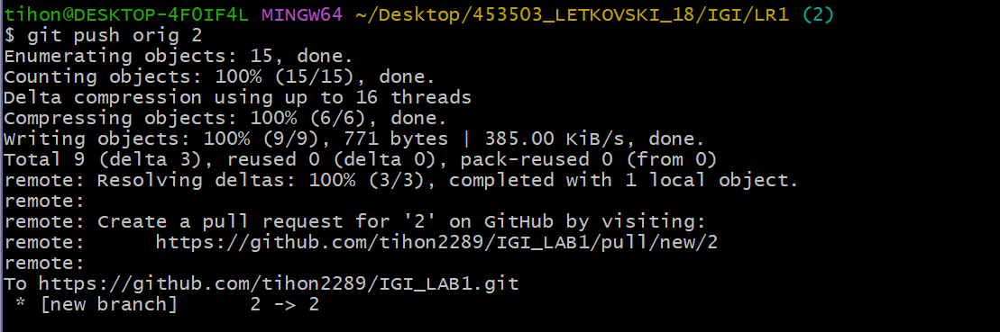 tihon@DESKTOP-4F0IF4L MINGW64 ~/Desktop/453503_LETKOVSKI_18/IGI/LR1 (2)
$ git push orig 2
Enumerating objects: 15, done.
Counting objects: 100% (15/15), done.
Delta compression using up to 16 threads
Compressing objects: 100% (6/6), done.
Writing objects: 100% (9/9), 771 bytes | 385.00 KiB/s, done.
Total 9 (delta 3), reused 0 (delta 0), pack-reused 0 (from 0)
remote: Resolving deltas: 100% (3/3), completed with 1 local object.
remote:
remote: Create a pull request for '2' on GitHub by visiting:
remote:      https://github.com/tihon2289/IGI_LAB1/pull/new/2
remote:
To https://github.com/tihon2289/IGI_LAB1.git
 * [new branch]      2 -> 2